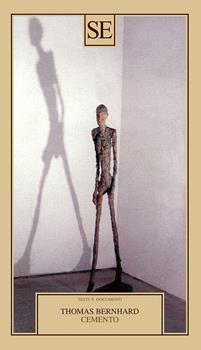 SE
TESTI E DOCUMENTI
THOMAS BERNHARD
CEMENTO